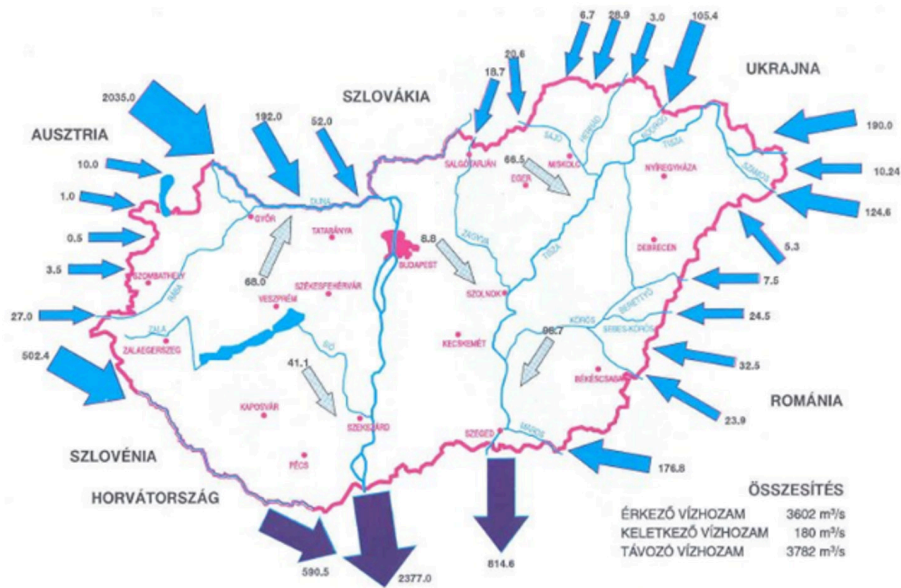 6.7
28.9
3.0
105.4
20.6
18.7
UKRAJNA
SZLOVÁKIA
2035.0
192.0
52.0
AUSZTRIA
190.0
10.0
SAJÓ
HERNÁD
BODROG
TISZA
SALGÓTARJÁN
66.5
MISKOLC
EGER
NYÍREGYHÁZA
SZAMOS
10.24
1.0
DUNA
GYŐR
124.6
0.5
TATABÁNYA
ZAGYVA
6.8
BUDAPEST
TISZA
DEBRECEN
5.3
3.5
SZOMBATHELY
68.0
SZÉKESFEHÉRVÁR
VESZPRÉM
RÁBA
SZOLNOK
BERETTYÓ
7.5
27.0
ZALA
SIÓ
KÖRÖS
SEBES-KÖRÖS
24.5
ZALAEGERSZEG
KECSKEMÉT
98.7
502.4
41.1
32.5
BÉKÉSCSABA
KAPOSVÁR
SZEKSZÁRD
ROMÁNIA
23.9
SZEGED
MAROS
SZLOVÉNIA
PÉCS
176.8
HORVÁTORSZÁG
ÖSSZESÍTÉS
ÉRKEZŐ VÍZHOZAM 3602 m³/s
KELETKEZŐ VÍZHOZAM 180 m³/s
TÁVOZÓ VÍZHOZAM 3782 m³/s
590.5
2377.0
814.6